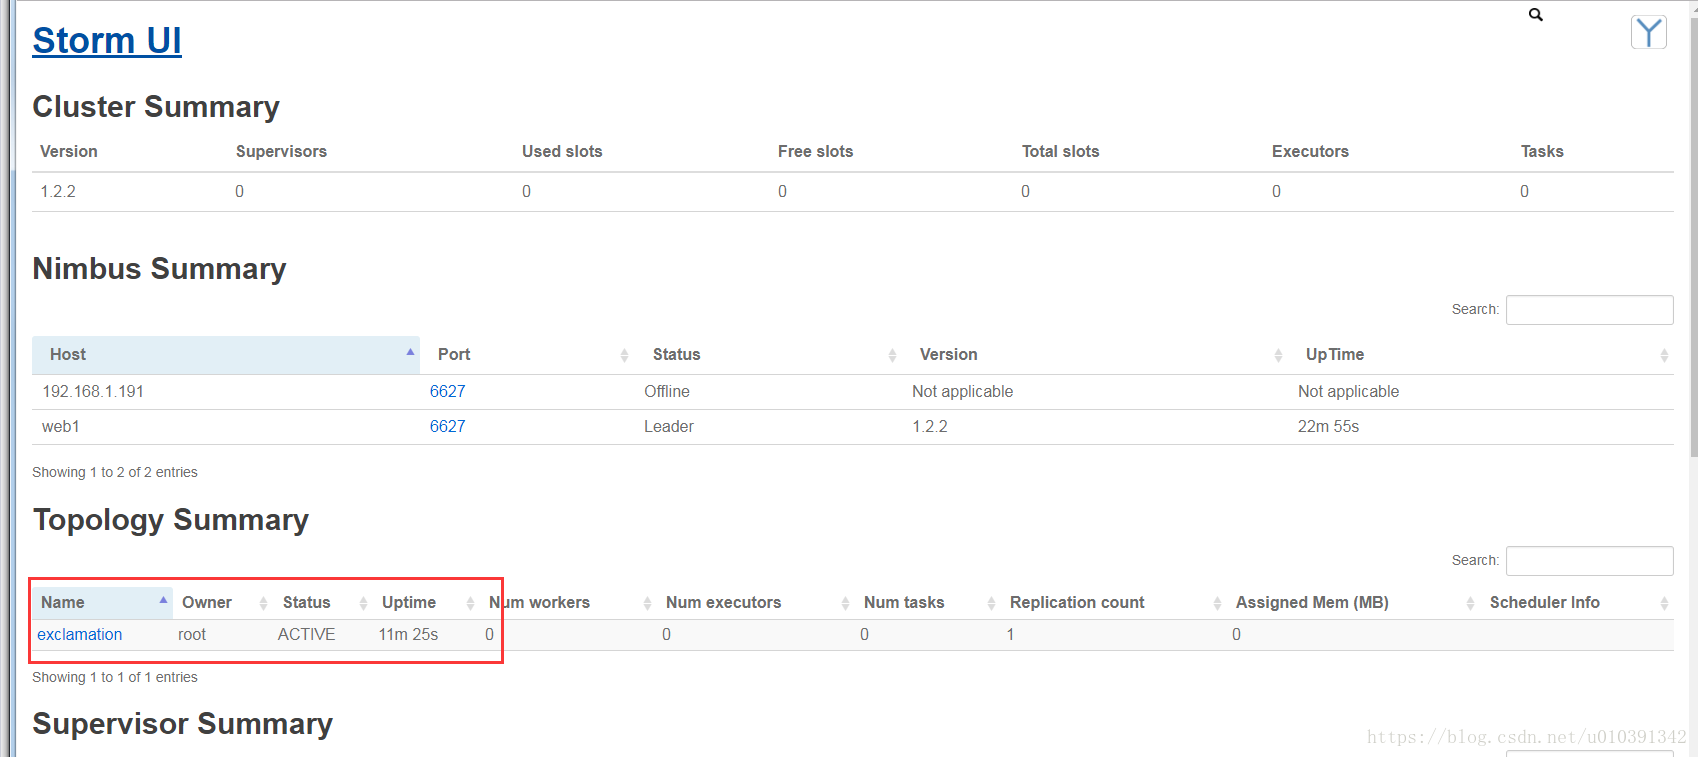 Storm UI
Cluster Summary
Version Supervisors Used slots Free slots Total slots Executors Tasks
1.2.2 0 0 0 0 0 0
Nimbus Summary
Search:
Host Port Status Version UpTime
192.168.1.191 6627 Offline Not applicable Not applicable
web1 6627 Leader 1.2.2 22m 55s
Showing 1 to 2 of 2 entries
Topology Summary
Search:
Name Owner Status Uptime Num workers Num executors Num tasks Replication count Assigned Mem (MB) Scheduler Info
exclamation root ACTIVE 11m 25s 0 0 0 1 0
Showing 1 to 1 of 1 entries
Supervisor Summary
https://blog.csdn.net/u010391342